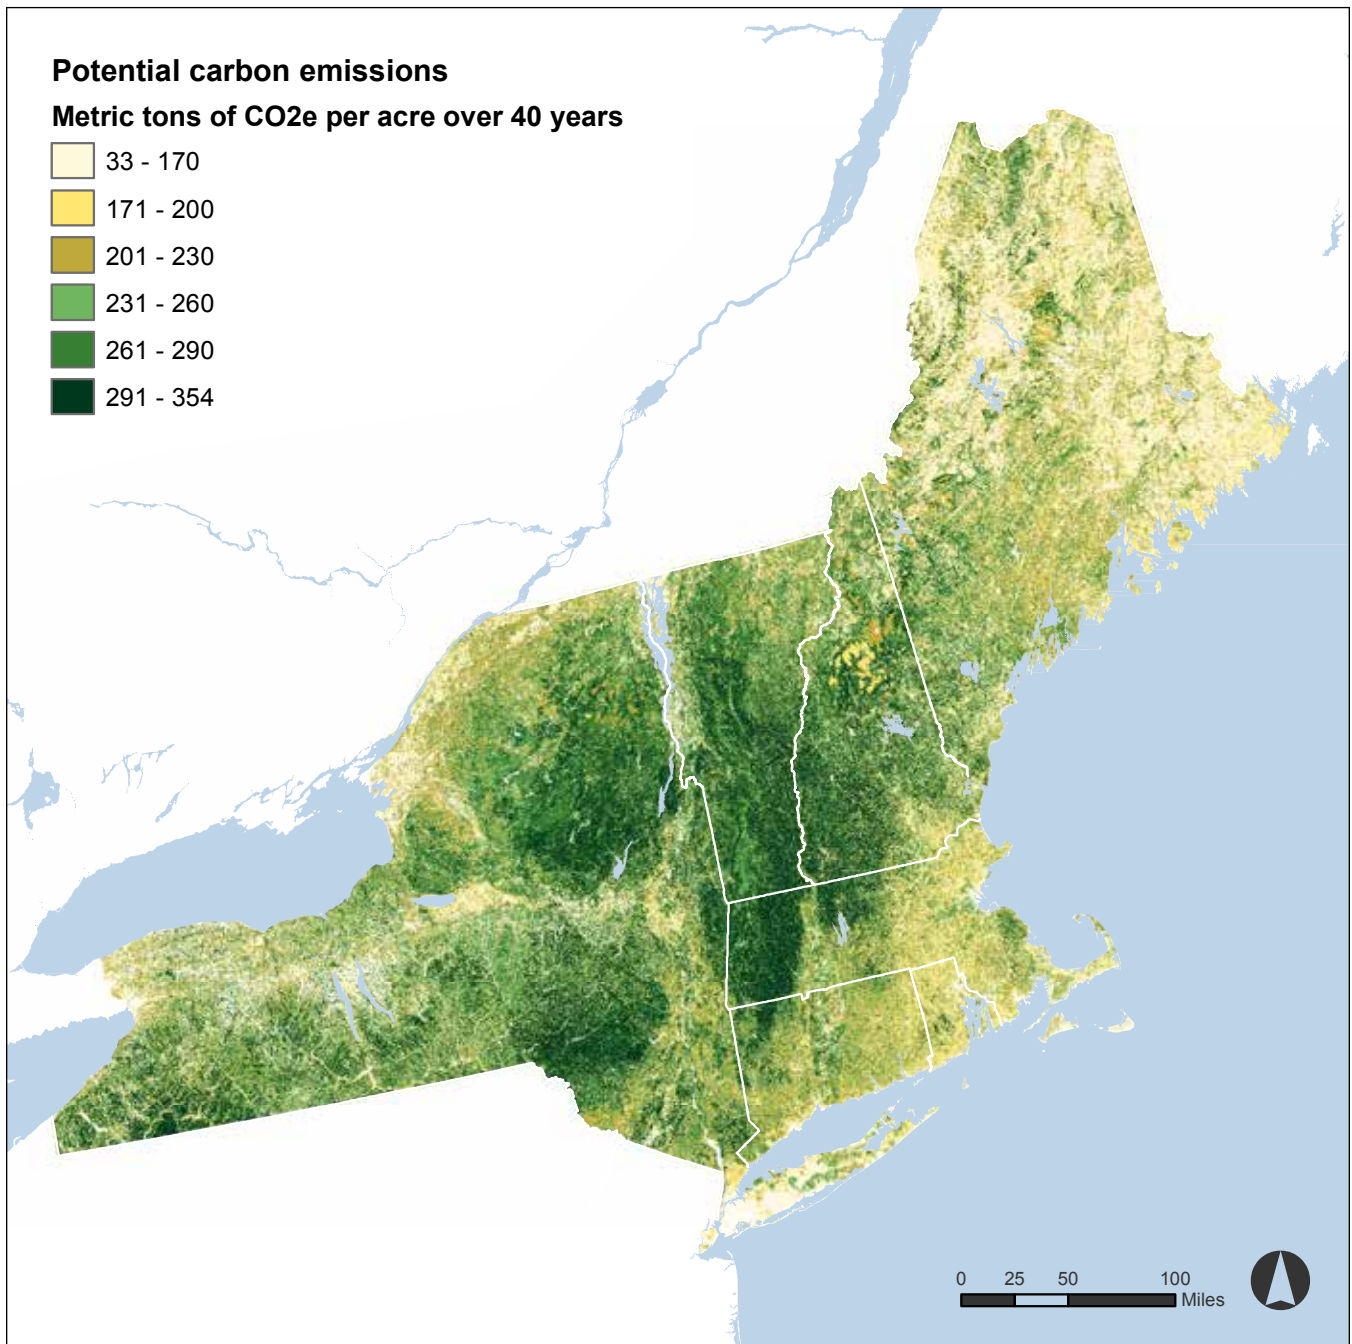 Potential carbon emissions
Metric tons of CO2e per acre over 40 years
33 - 170
171 - 200
201 - 230
231 - 260
261 - 290
291 - 354
0 25 50 100
Miles